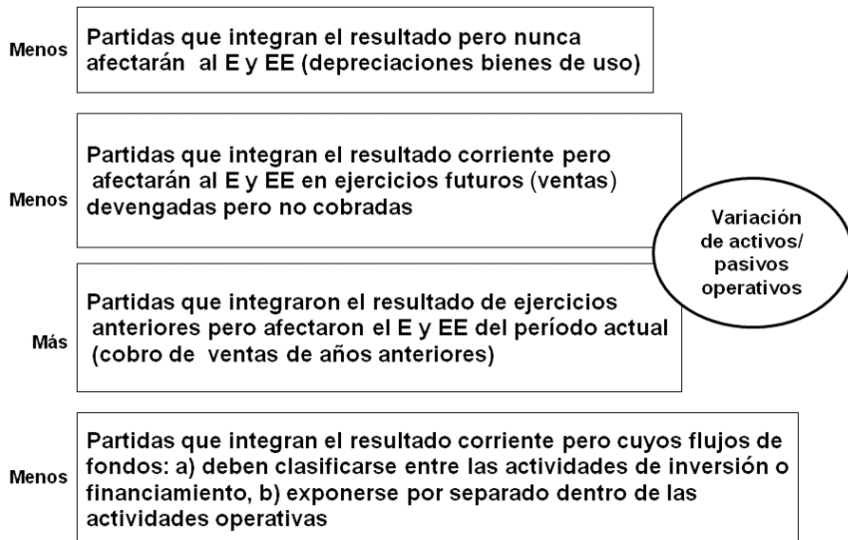 Menos
Partidas que integran el resultado pero nunca
afectarán al E y EE (depreciaciones bienes de uso)
Menos
Partidas que integran el resultado corriente pero
afectarán al E y EE en ejercicios futuros (ventas)
devengadas pero no cobradas
Variación
de activos/
pasivos
operativos
Más
Partidas que integraron el resultado de ejercicios
anteriores pero afectaron el E y EE del período actual
(cobro de ventas de años anteriores)
Menos
Partidas que integran el resultado corriente pero cuyos flujos de
fondos: a) deben clasificarse entre las actividades de inversión o
financiamiento, b) exponerse por separado dentro de las
actividades operativas